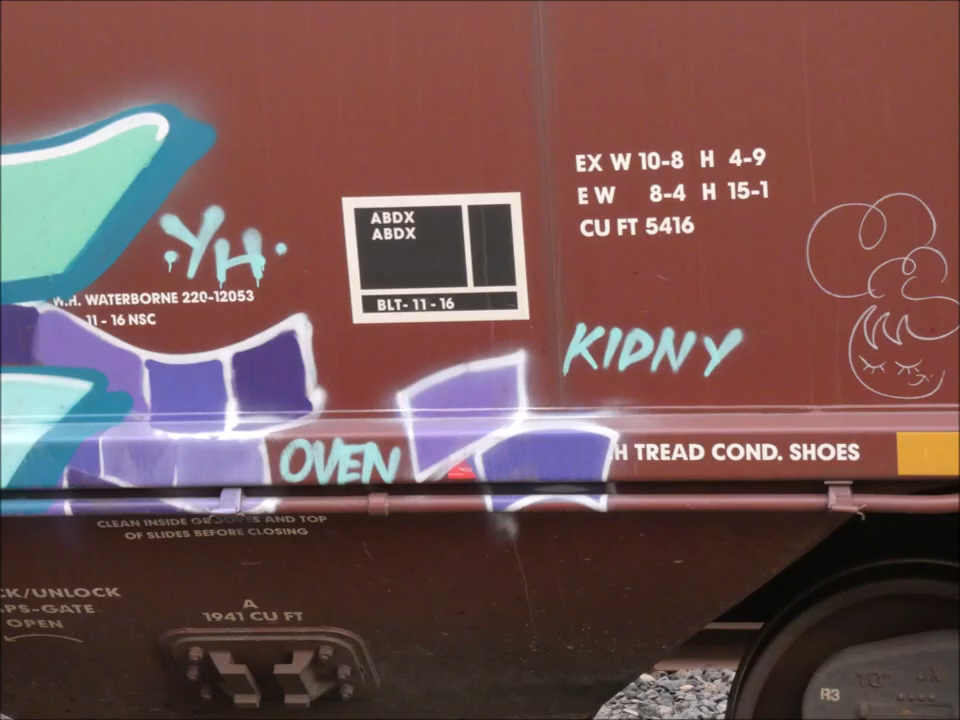 EX W 10-8 H 4-9
E W 8-4 H 15-1
CU FT 5416
ABDX
ABDX
BLT- 11 - 16
YH.
W.H. WATERBORNE 220-12053
11 - 16 NSC
KIDNY
OVEN
H TREAD COND. SHOES
CLEAN INSIDE GROOVES AND TOP
OF SLIDES BEFORE CLOSING
CK/UNLOCK
APS-GATE
OPEN
A
1941 CU FT
R3
10"